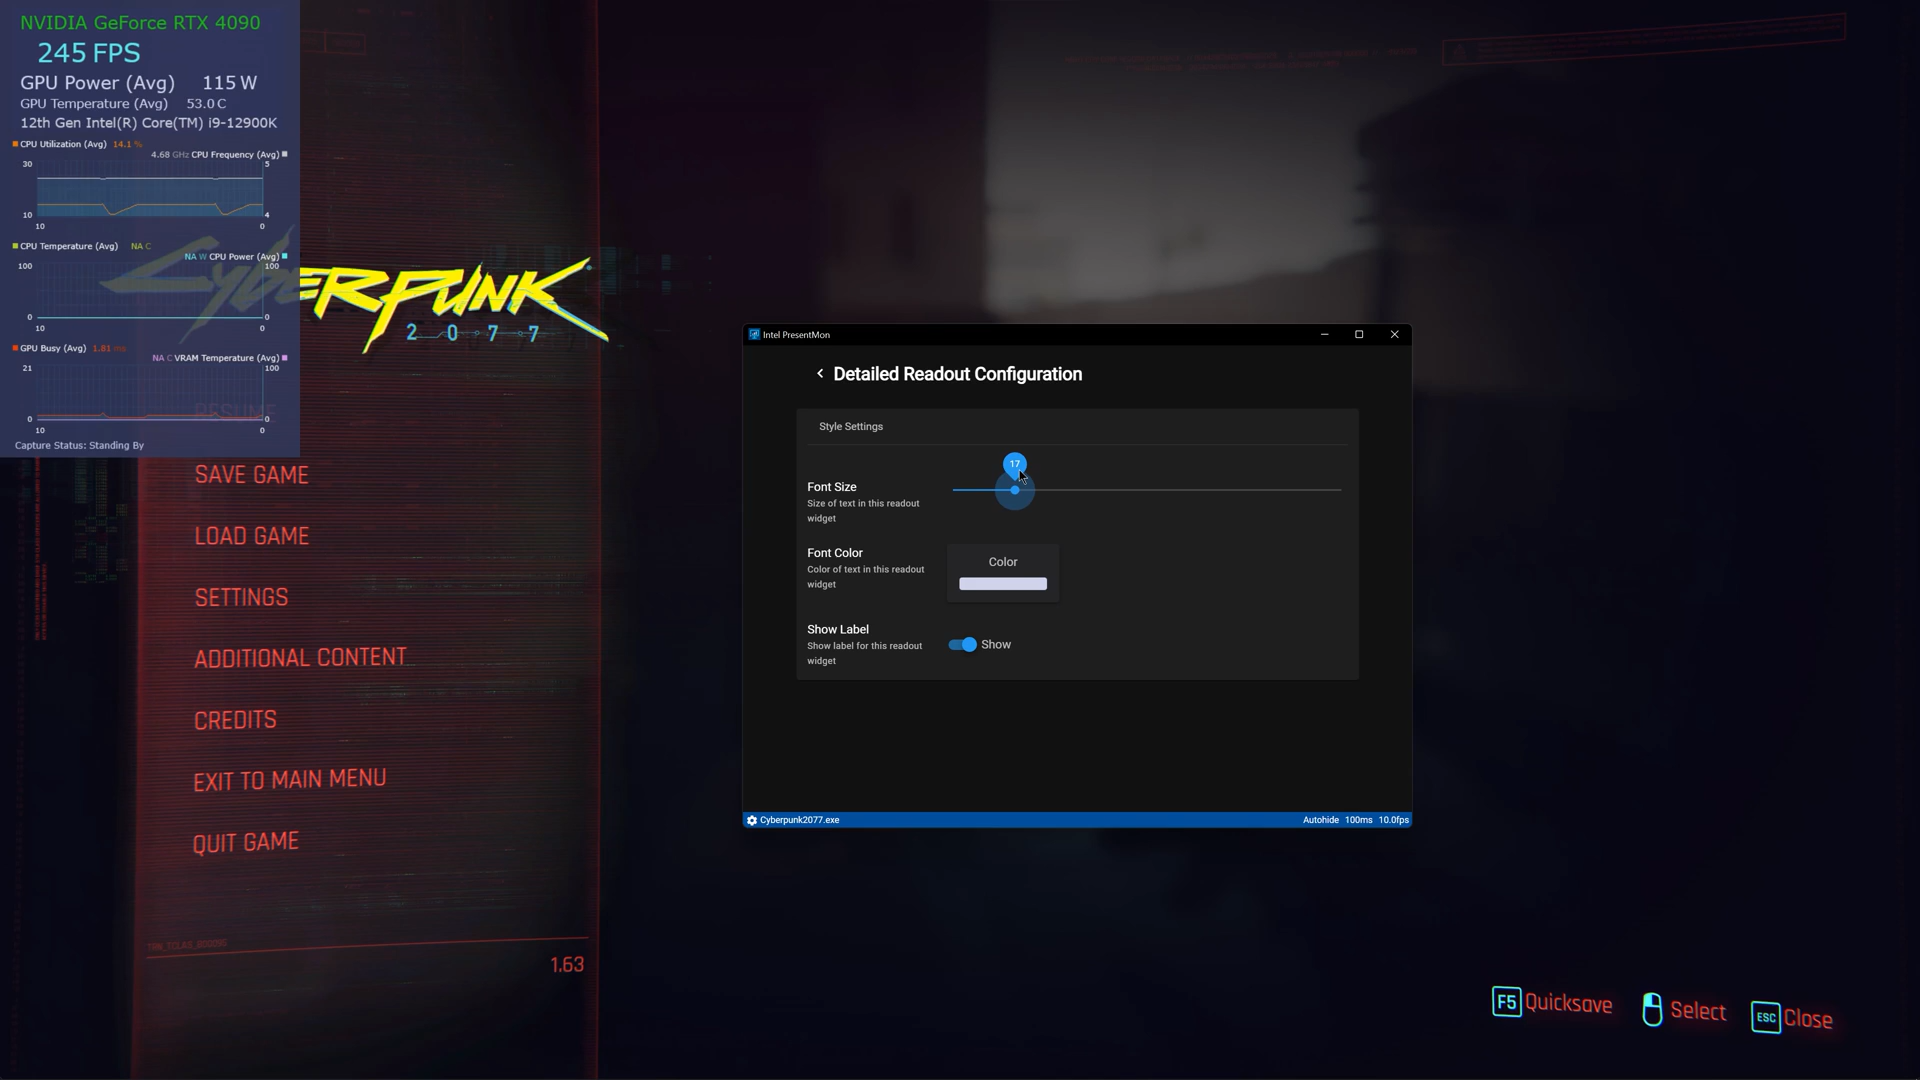 NVIDIA GeForce RTX 4090
245 FPS
GPU Power (Avg) 115 W
GPU Temperature (Avg) 53.0 C
12th Gen Intel(R) Core(TM) i9-12900K
CPU Utilization (Avg) 14.1 %
4.68 GHz CPU Frequency (Avg)
30 5
10 4
10 0
CPU Temperature (Avg) NA C
NA W CPU Power (Avg)
100 100
0 0
10 0
GPU Busy (Avg) 1.81 ms
NA C VRAM Temperature (Avg)
21 100
0 0
10 0
Capture Status: Standing By
CYBERPUNK
2077
RESUME
SAVE GAME
LOAD GAME
SETTINGS
ADDITIONAL CONTENT
CREDITS
EXIT TO MAIN MENU
QUIT GAME
1.63
Intel PresentMon
Detailed Readout Configuration
Style Settings
17
Font Size
Size of text in this readout
widget
Font Color
Color of text in this readout
widget
Color
Show Label
Show label for this readout
widget
Show
Cyberpunk2077.exe
Autohide 100ms 10.0fps
F5 Quicksave
Select
ESC Close